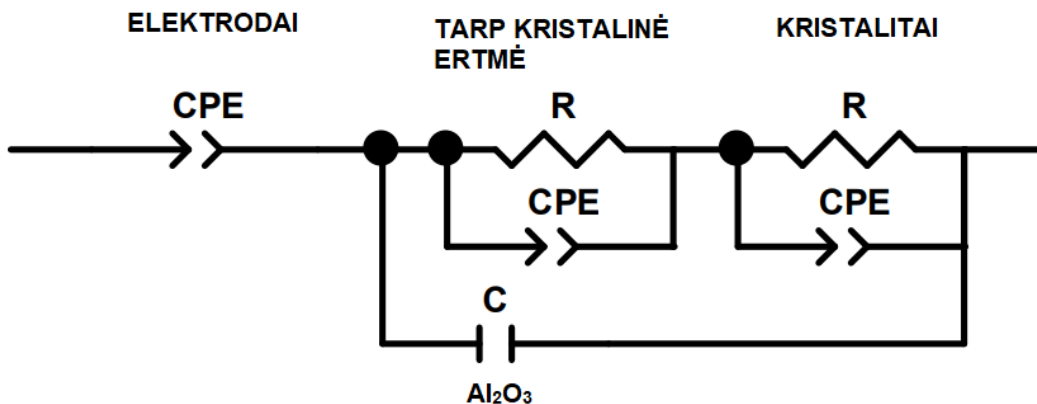 ELEKTRODAI
TARP KRISTALINĖ
ERTMĖ
KRISTALITAI
CPE
R
R
CPE
CPE
C
Al₂O₃